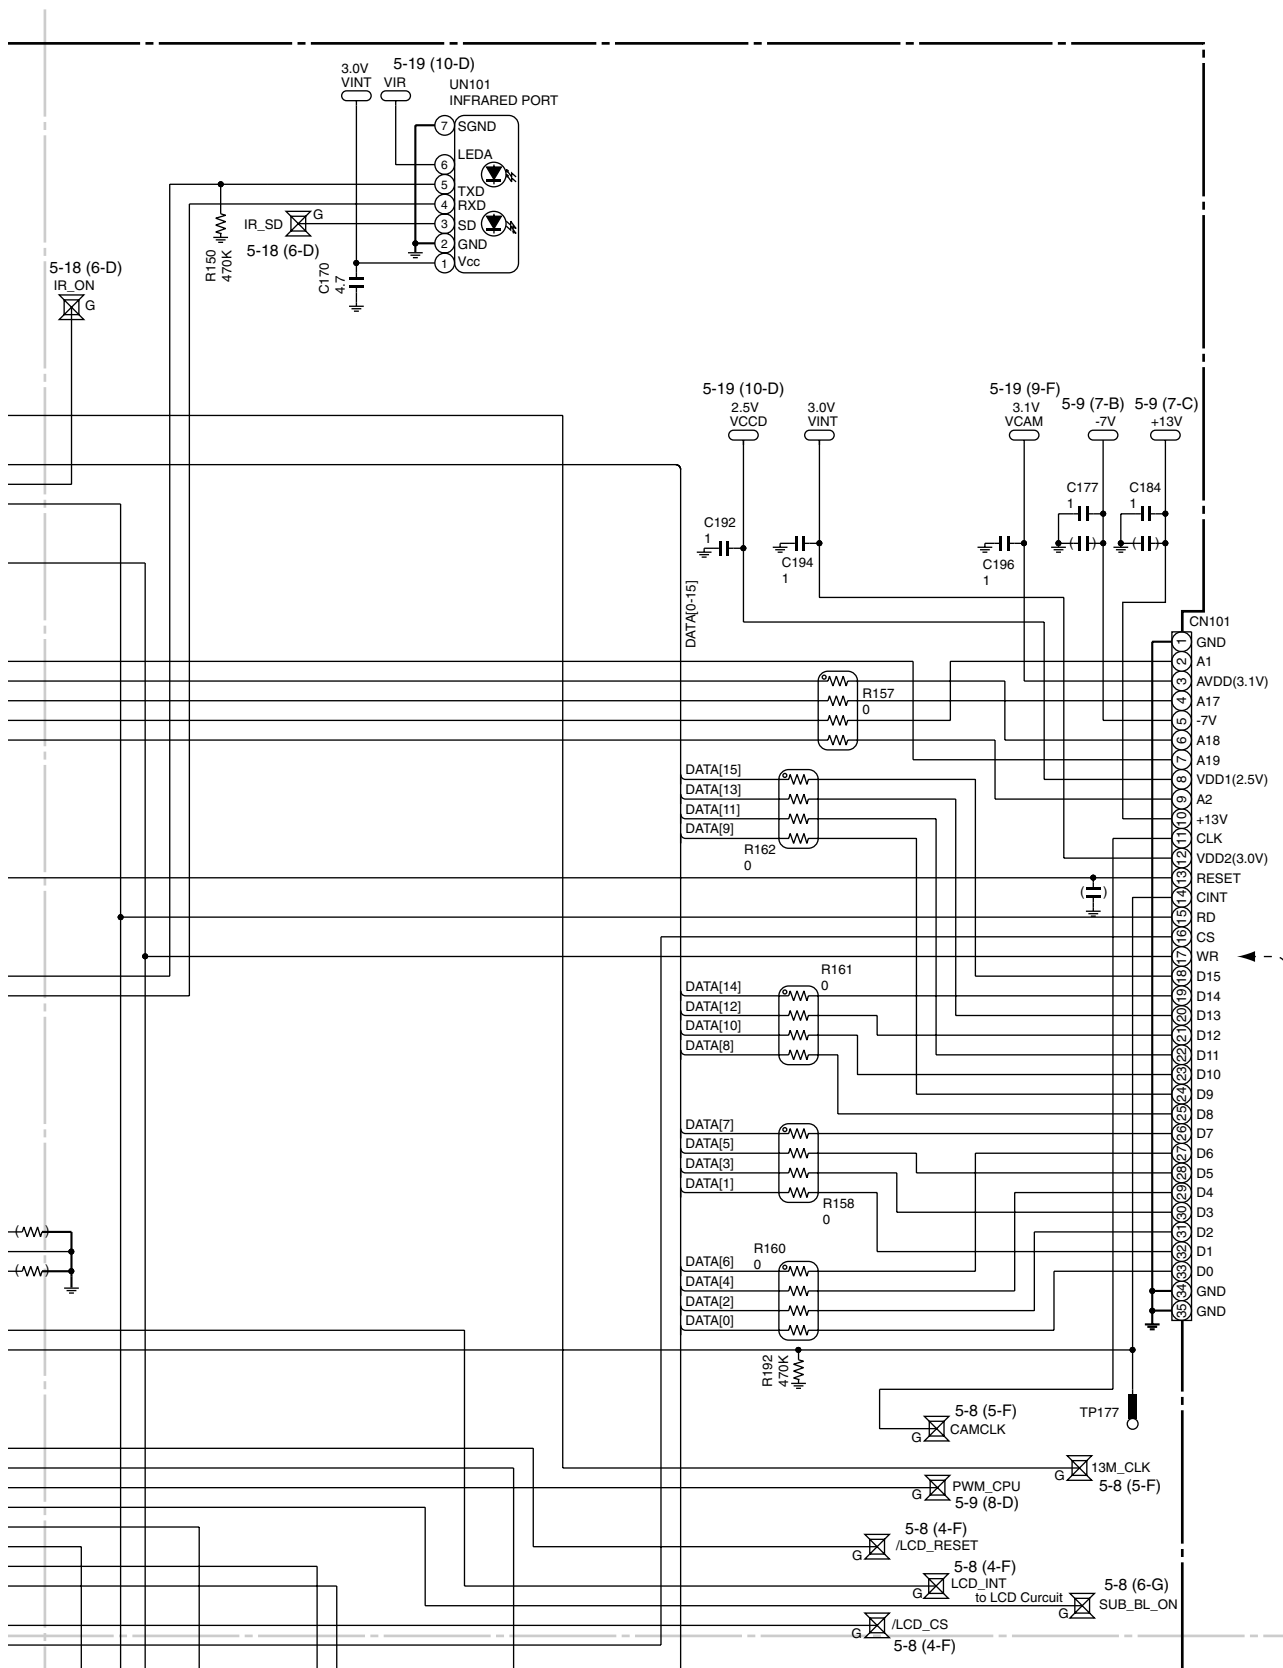 5-19 (10-D)
3.0V
VINT
VIR
UN101
INFRARED PORT
7 SGND
LEDA
6
5
TXD
4 RXD
3 SD
2 GND
1 Vcc
IR_SD
G
5-18 (6-D)
R150
470K
C170
4.7
5-18 (6-D)
IR_ON
G
5-19 (10-D)
2.5V
VCCD
3.0V
VINT
5-19 (9-F)
3.1V
VCAM
5-9 (7-B)
-7V
5-9 (7-C)
+13V
C177
1
C184
1
C192
1
C194
1
C196
1
( )
( )
DATA[0-15]
CN101
1 GND
2 A1
3 AVDD(3.1V)
4 A17
5 -7V
6 A18
7 A19
8 VDD1(2.5V)
9 A2
10 +13V
11 CLK
12 VDD2(3.0V)
13 RESET
14 CINT
15 RD
16 CS
17 WR
18 D15
19 D14
20 D13
21 D12
22 D11
23 D10
24 D9
25 D8
26 D7
27 D6
28 D5
29 D4
30 D3
31 D2
32 D1
33 D0
34 GND
35 GND
R157
0
DATA[15]
DATA[13]
DATA[11]
DATA[9]
R162
0
( )
R161
0
DATA[14]
DATA[12]
DATA[10]
DATA[8]
DATA[7]
DATA[5]
DATA[3]
DATA[1]
R158
0
( )
( )
R160
0
DATA[6]
DATA[4]
DATA[2]
DATA[0]
R192
470K
5-8 (5-F)
CAMCLK
G
TP177
13M_CLK
G
5-8 (5-F)
PWM_CPU
G
5-9 (8-D)
5-8 (4-F)
/LCD_RESET
G
5-8 (4-F)
LCD_INT
G
to LCD Curcuit
5-8 (6-G)
SUB_BL_ON
G
/LCD_CS
G
5-8 (4-F)